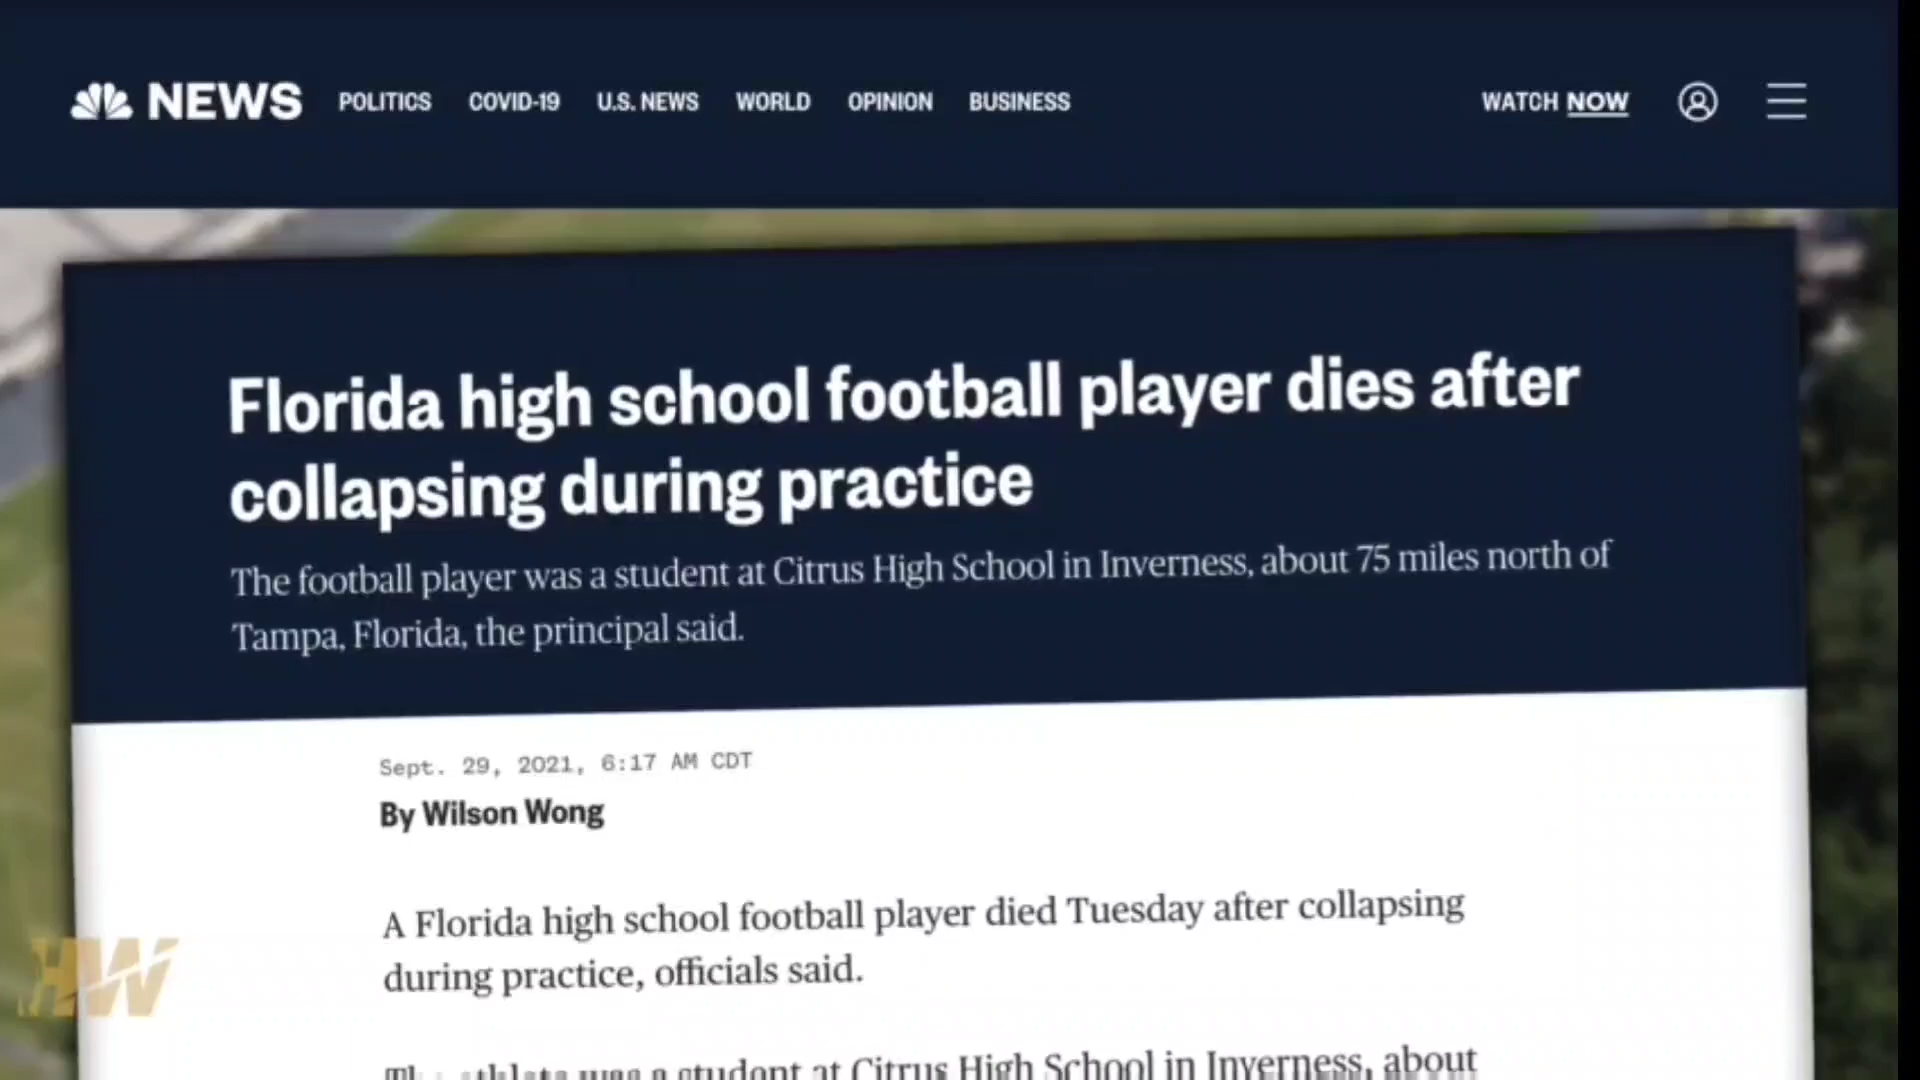 NEWS POLITICS COVID-19 U.S. NEWS WORLD OPINION BUSINESS WATCH NOW
Florida high school football player dies after
collapsing during practice
The football player was a student at Citrus High School in Inverness, about 75 miles north of
Tampa, Florida, the principal said.
Sept. 29, 2021, 6:17 AM CDT
By Wilson Wong
A Florida high school football player died Tuesday after collapsing
during practice, officials said.
was a student at Citrus High School in Inverness, about
HW